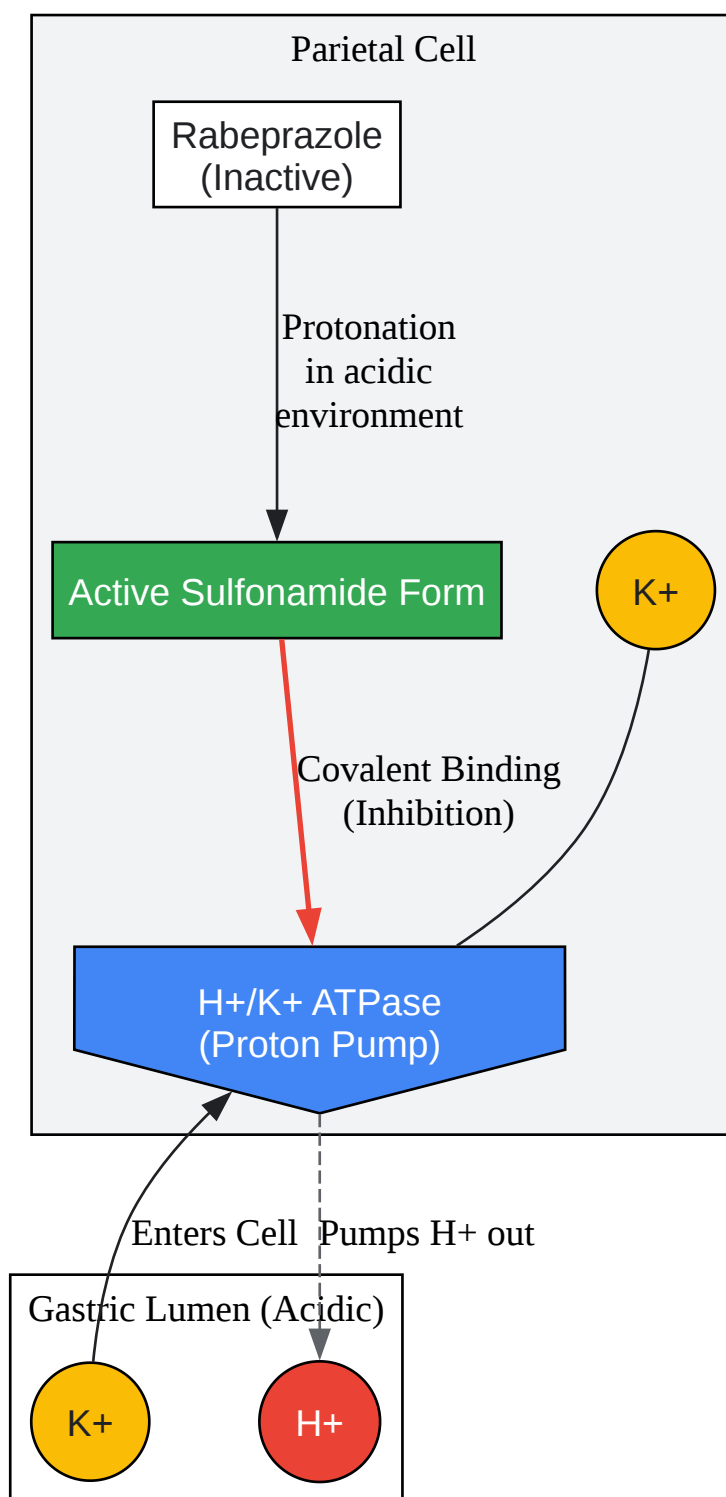 Parietal Cell
Rabeprazole
(Inactive)
Protonation
in acidic
environment
Active Sulfonamide Form
K+
Covalent Binding
(Inhibition)
H+/K+ ATPase
(Proton Pump)
Enters Cell
Pumps H+ out
Gastric Lumen (Acidic)
K+
H+